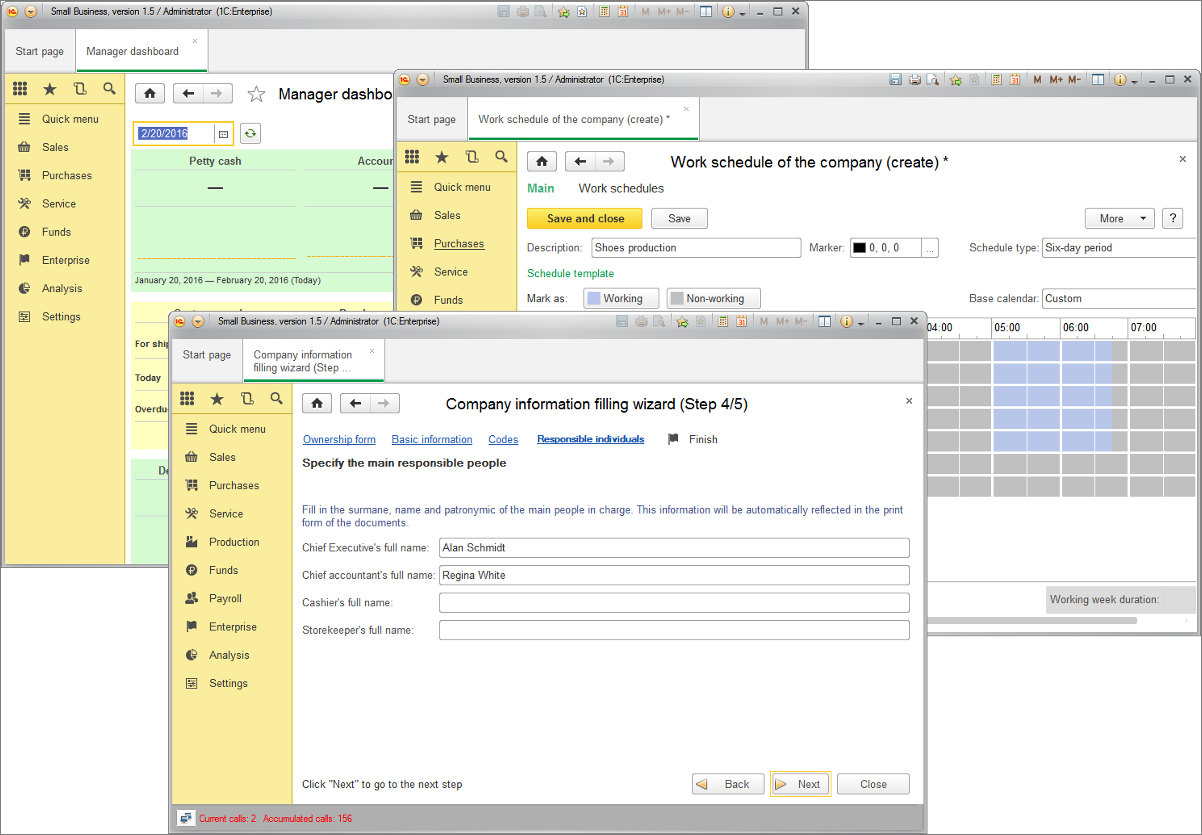 Small Business, version 1.5 / Administrator (1C:Enterprise)
M M+ M-
Start page
Manager dashboard
Quick menu
Sales
Purchases
Service
Funds
Enterprise
Analysis
Settings
Manager dashbo
2/20/2016
Petty cash
Accoun
—
—
January 20, 2016 — February 20, 2016 (Today)
For ship
Today
Overdu
De
Small Business, version 1.5 / Administrator (1C:Enterprise)
M M+ M-
Start page
Work schedule of the company (create) *
Quick menu
Sales
Purchases
Service
Funds
Work schedule of the company (create) *
Main Work schedules
Save and close Save More ?
Description: Shoes production Marker: 0, 0, 0 ... Schedule type: Six-day period
Schedule template
Mark as: Working Non-working Base calendar: Custom
04:00 05:00 06:00 07:00
Working week duration:
Small Business, version 1.5 / Administrator (1C:Enterprise)
31 M M+ M-
Start page
Company information
filling wizard (Step ...
Quick menu
Sales
Purchases
Service
Production
Funds
Payroll
Enterprise
Analysis
Settings
Company information filling wizard (Step 4/5)
Ownership form Basic information Codes Responsible individuals Finish
Specify the main responsible people
Fill in the surmane, name and patronymic of the main people in charge. This information will be automatically reflected in the print
form of the documents.
Chief Executive's full name: Alan Schmidt
Chief accountant's full name: Regina White
Cashier's full name:
Storekeeper's full name:
Click "Next" to go to the next step
Back Next Close
Current calls: 2 Accumulated calls: 156